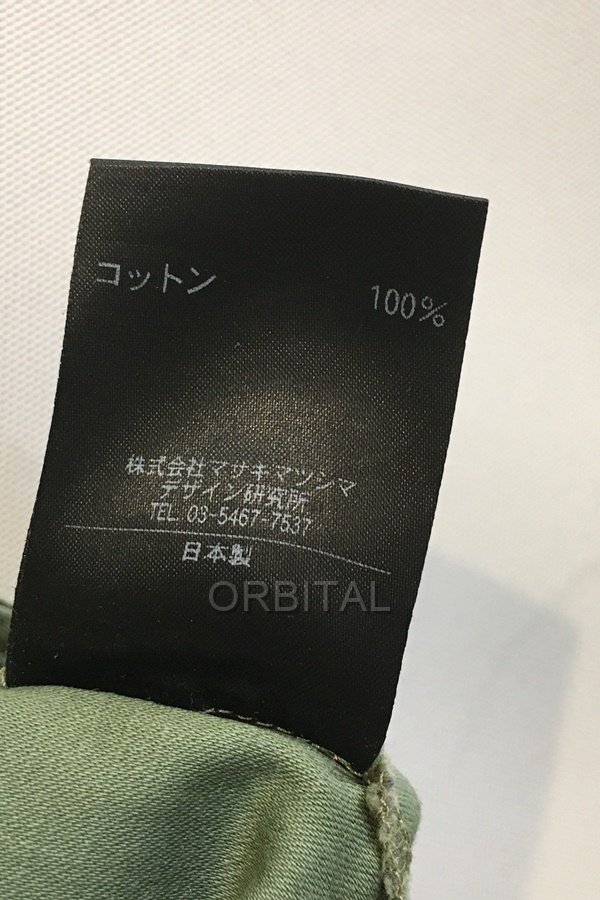 コットン 100%
株式会社マサキマツシマ
デザイン研究所
TEL 03-5467-7537
日本製
ORBITAL